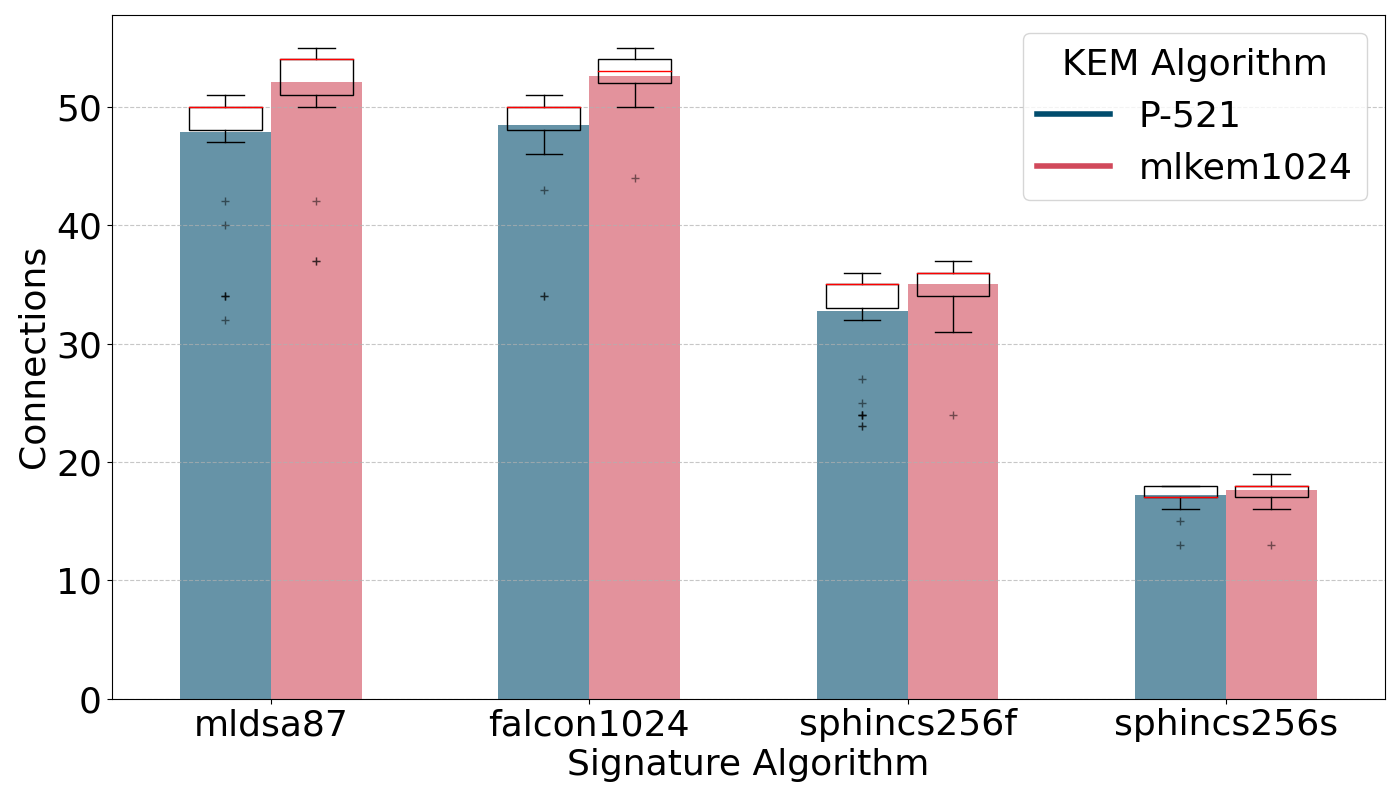 KEM Algorithm
P-521
mlkem1024
Connections
50
40
30
20
10
0
mldsa87 falcon1024 sphincs256f sphincs256s
Signature Algorithm